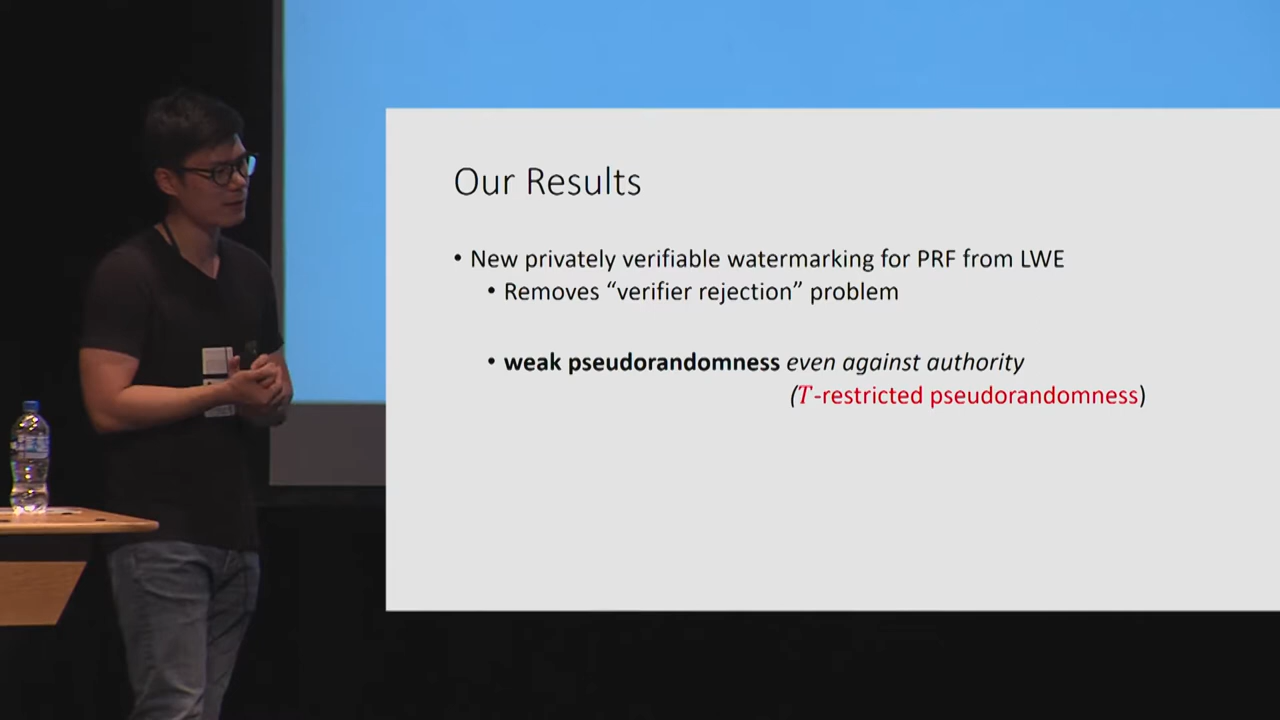 Our Results
• New privately verifiable watermarking for PRF from LWE
• Removes “verifier rejection” problem
• weak pseudorandomness even against authority
(T-restricted pseudorandomness)